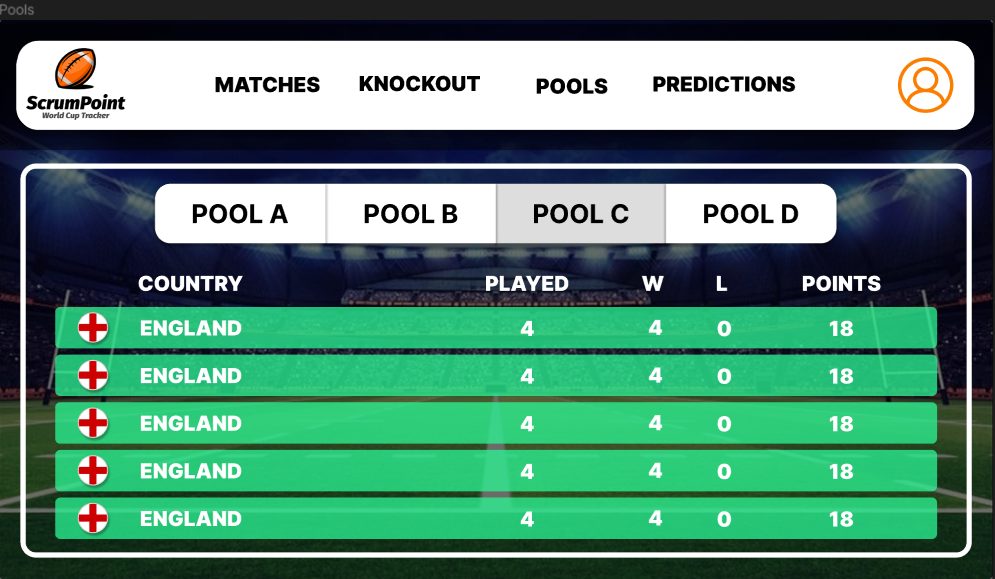 Pools
ScrumPoint
World Cup Tracker
MATCHES KNOCKOUT POOLS PREDICTIONS
POOL A POOL B POOL C POOL D
COUNTRY PLAYED W L POINTS
ENGLAND 4 4 0 18
ENGLAND 4 4 0 18
ENGLAND 4 4 0 18
ENGLAND 4 4 0 18
ENGLAND 4 4 0 18